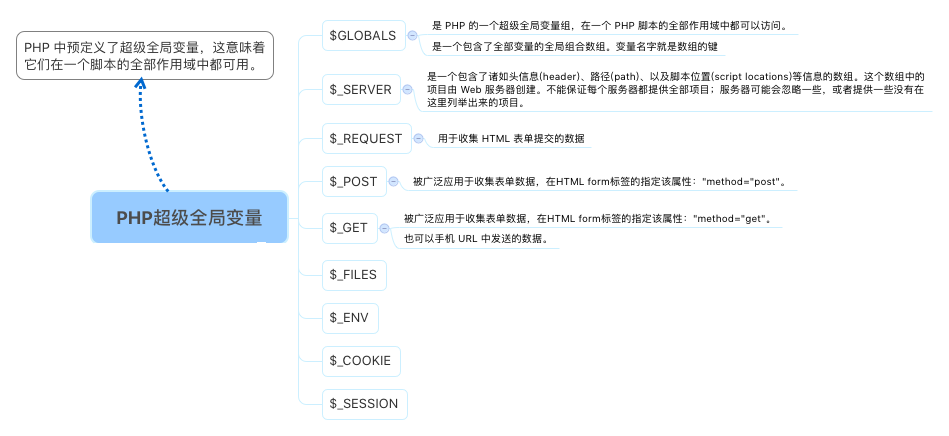 PHP 中预定义了超级全局变量，这意味着
它们在一个脚本的全部作用域中都可用。
PHP超级全局变量
$GLOBALS
是 PHP 的一个超级全局变量组，在一个 PHP 脚本的全部作用域中都可以访问。
是一个包含了全部变量的全局组合数组。变量名字就是数组的键
$_SERVER
是一个包含了诸如头信息(header)、路径(path)、以及脚本位置(script locations)等信息的数组。这个数组中的
项目由 Web 服务器创建。不能保证每个服务器都提供全部项目；服务器可能会忽略一些，或者提供一些没有在
这里列举出来的项目。
$_REQUEST
用于收集 HTML 表单提交的数据
$_POST
被广泛应用于收集表单数据，在HTML form标签的指定该属性："method="post"。
$_GET
被广泛应用于收集表单数据，在HTML form标签的指定该属性："method="get"。
也可以手机 URL 中发送的数据。
$_FILES
$_ENV
$_COOKIE
$_SESSION